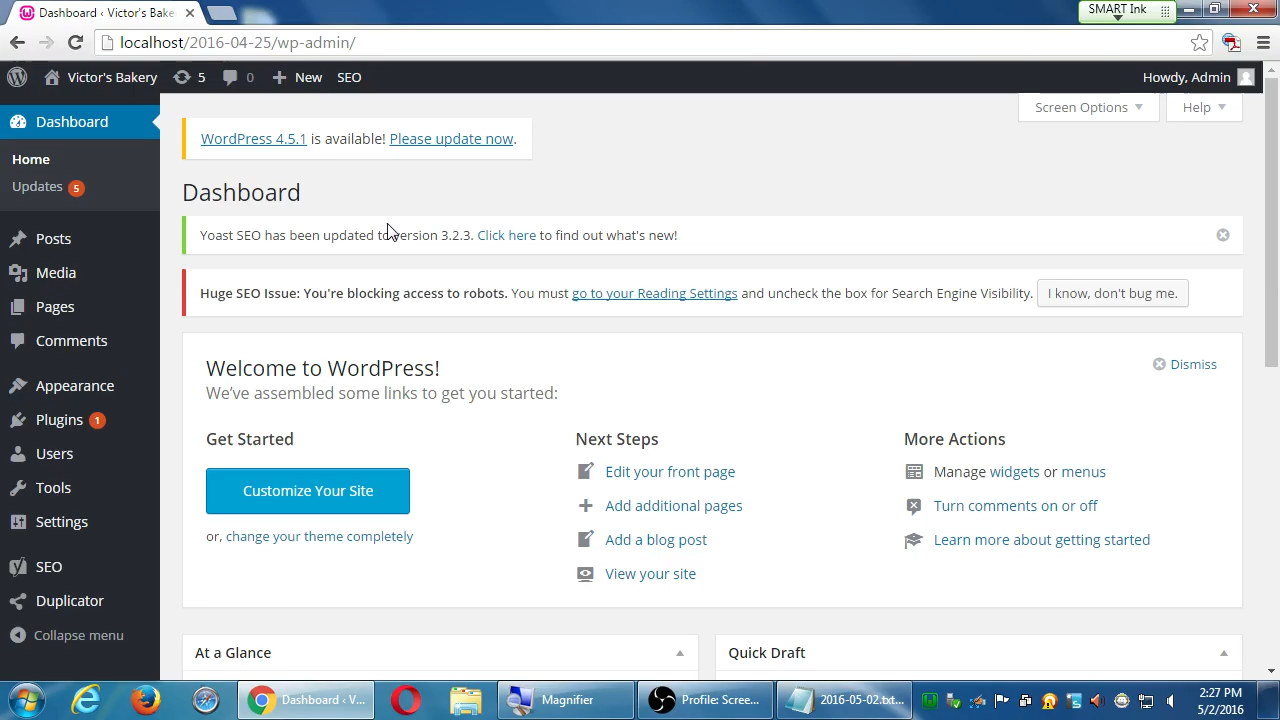 Dashboard ‹ Victor's Bake
SMART Ink
localhost/2016-04-25/wp-admin/
Victor's Bakery 5 0 New SEO Howdy, Admin
Screen Options Help
Dashboard
Home
Updates 5
Posts
Media
Pages
Comments
Appearance
Plugins 1
Users
Tools
Settings
SEO
Duplicator
Collapse menu
WordPress 4.5.1 is available! Please update now.
Dashboard
Yoast SEO has been updated to version 3.2.3. Click here to find out what's new!
Huge SEO Issue: You're blocking access to robots. You must go to your Reading Settings and uncheck the box for Search Engine Visibility. I know, don't bug me.
Welcome to WordPress!
Dismiss
We've assembled some links to get you started:
Get Started
Customize Your Site
or, change your theme completely
Next Steps
Edit your front page
Add additional pages
Add a blog post
View your site
More Actions
Manage widgets or menus
Turn comments on or off
Learn more about getting started
At a Glance
Quick Draft
Dashboard ‹ V...
Magnifier
Profile: Scree...
2016-05-02.txt...
2:27 PM
5/2/2016